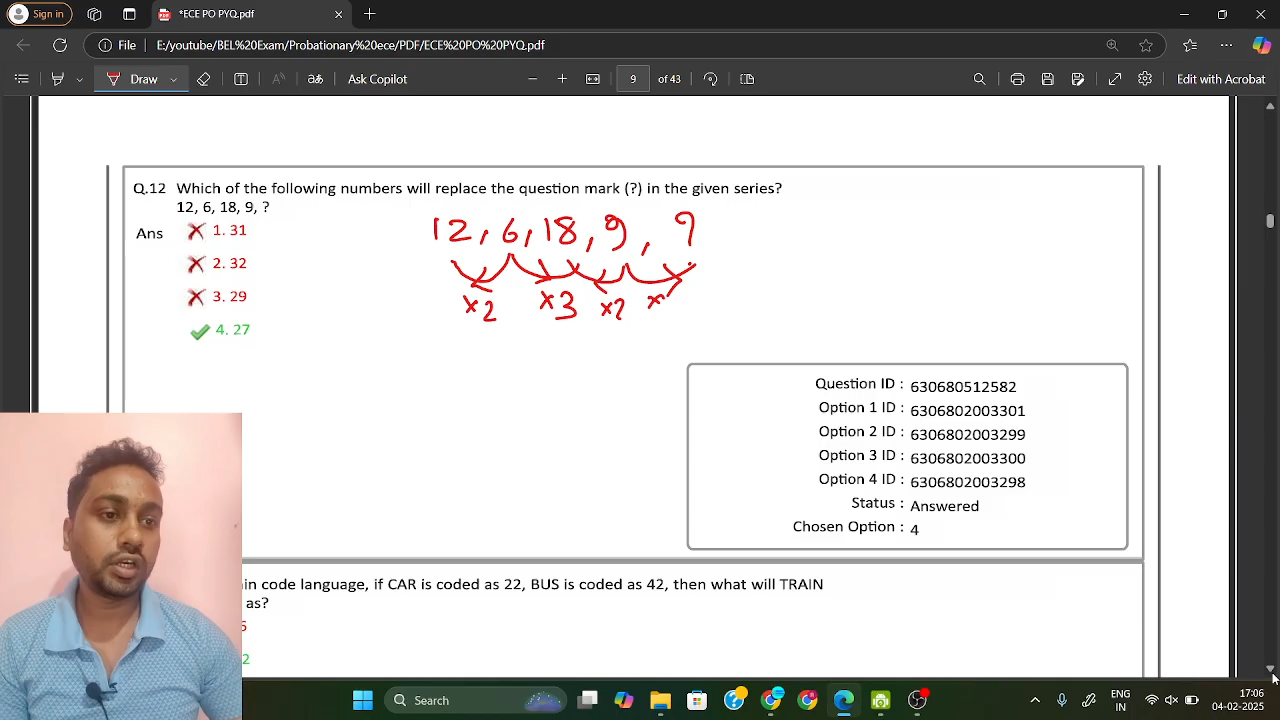 Sign in
*ECE PO PYQ.pdf
File
E:/youtube/BEL%20Exam/Probationary%20ece/PDF/ECE%20PO%20PYQ.pdf
Draw
Ask Copilot
9 of 43
Edit with Acrobat
Q.12 Which of the following numbers will replace the question mark (?) in the given series?
12, 6, 18, 9, ?
Ans
1. 31
2. 32
3. 29
4. 27
12, 6, 18, 9, ?
×2 ×3 ×2 ×
Question ID : 630680512582
Option 1 ID : 6306802003301
Option 2 ID : 6306802003299
Option 3 ID : 6306802003300
Option 4 ID : 6306802003298
Status : Answered
Chosen Option : 4
in code language, if CAR is coded as 22, BUS is coded as 42, then what will TRAIN
as?
2
Search
ENG
IN
17:06
04-02-2025